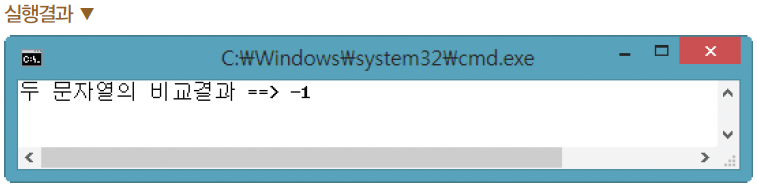 실행결과 ▼
C:\Windows\system32\cmd.exe
두 문자열의 비교결과 ==> -1